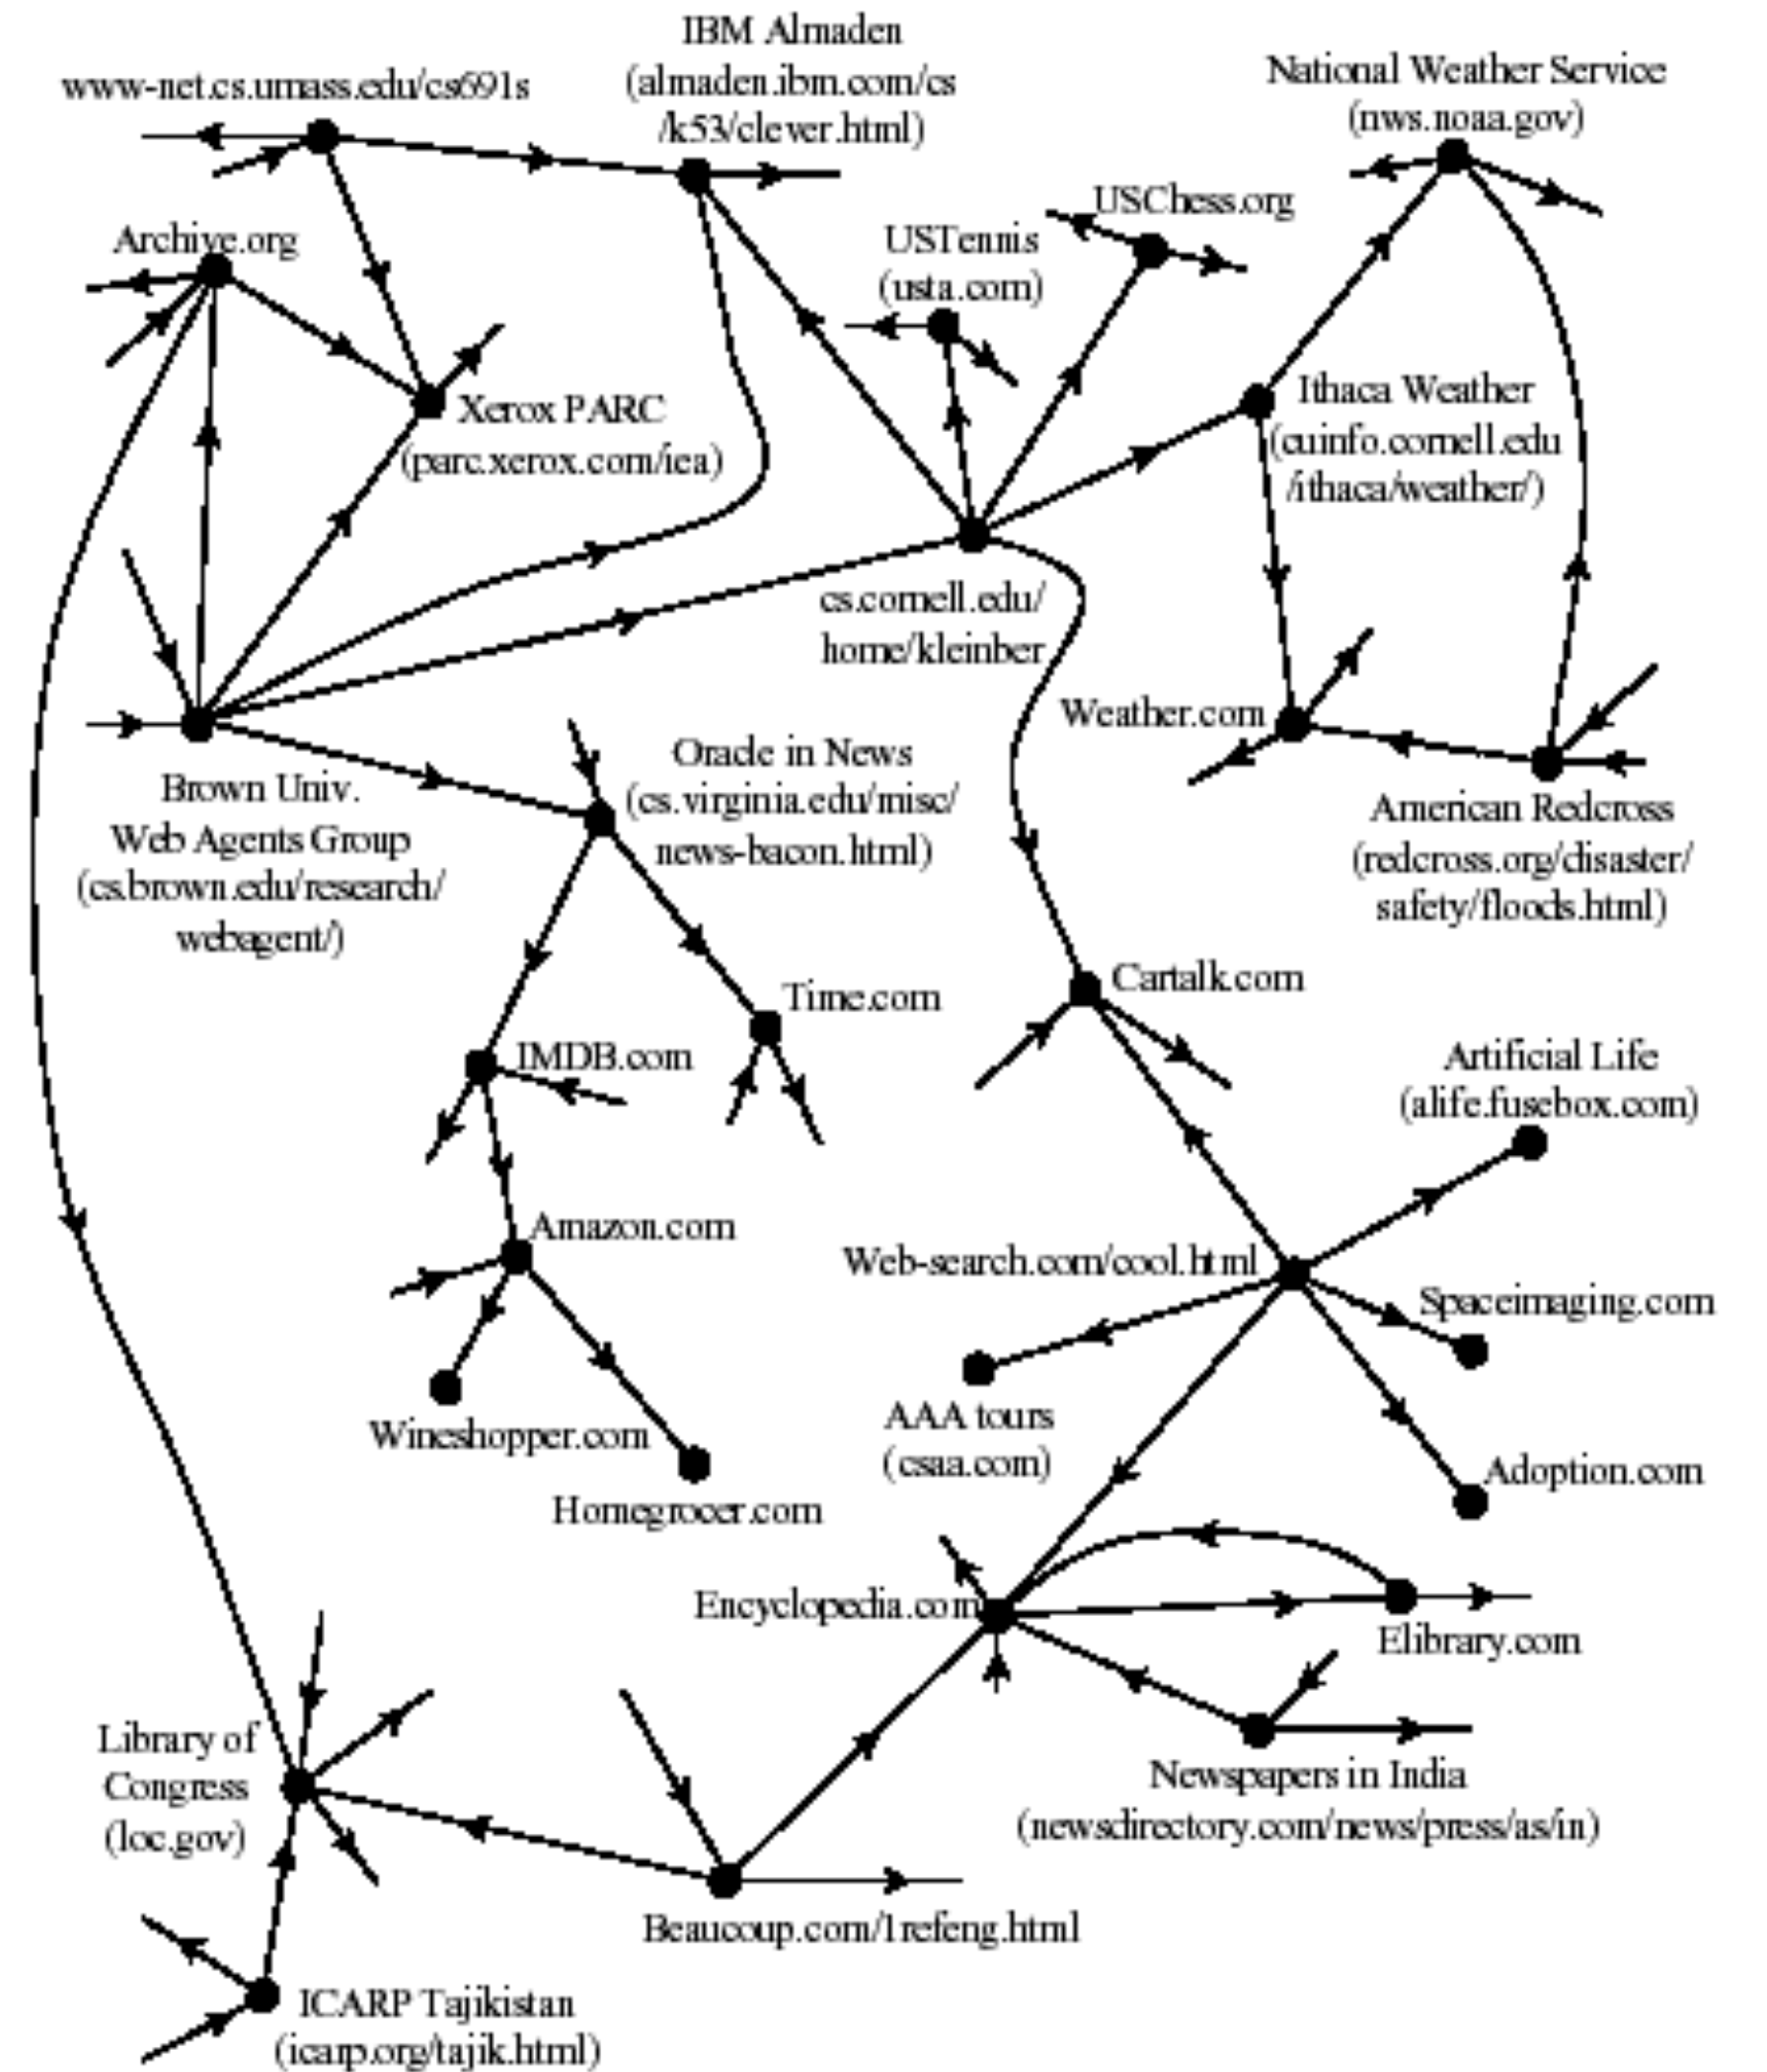 IBM Almaden
(almaden.ibm.com/cs
/k53/clever.html)
www-net.cs.umass.edu/cs691s
National Weather Service
(nws.noaa.gov)
USChess.org
USTennis
(usta.com)
Archive.org
Xerox PARC
(parc.xerox.com/iea)
Ithaca Weather
(cuinfo.cornell.edu
/ithaca/weather/)
cs.cornell.edu/
home/kleinber
Weather.com
Brown Univ.
Web Agents Group
(cs.brown.edu/research/
webagent/)
Oracle in News
(cs.virginia.edu/misc/
news-bacon.html)
American Redcross
(redcross.org/disaster/
safety/floods.html)
Cartalk.com
Time.com
IMDB.com
Artificial Life
(alife.fusebox.com)
Amazon.com
Web-search.com/cool.html
Spaceimaging.com
AAA tours
(csaa.com)
Wineshopper.com
Adoption.com
Homegrocer.com
Encyclopedia.com
Elibrary.com
Library of
Congress
(loc.gov)
Newspapers in India
(newsdirectory.com/news/press/as/in)
Beaucoup.com/1refeng.html
ICARP Tajikistan
(icarp.org/tajik.html)